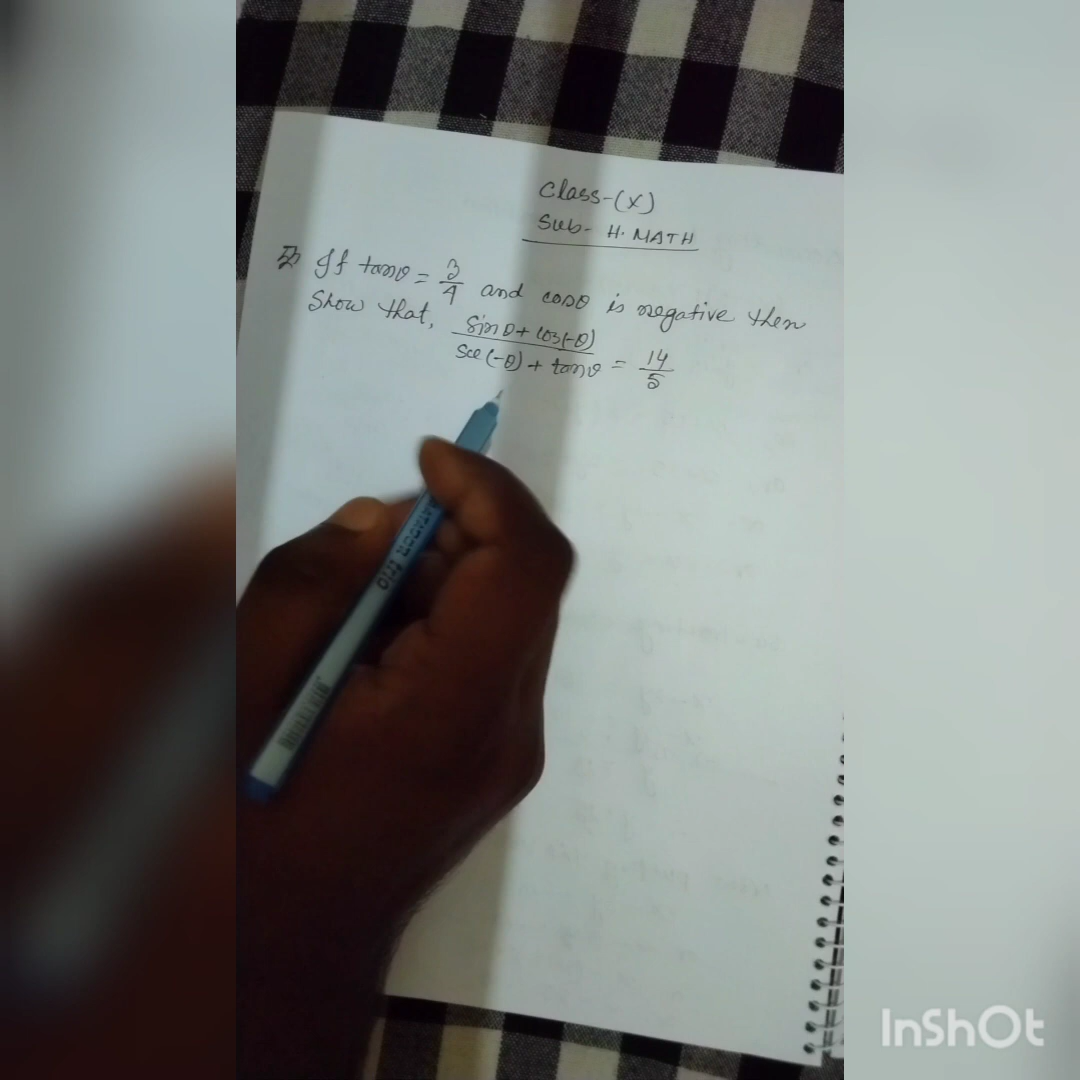 Class-(X)
Sub- H. MATH
If tanθ = 3/4 and cosθ is negative then
Show that, sinθ + cos(-θ) / sec(-θ) + tanθ = 14/5
MATADOR
InShOt